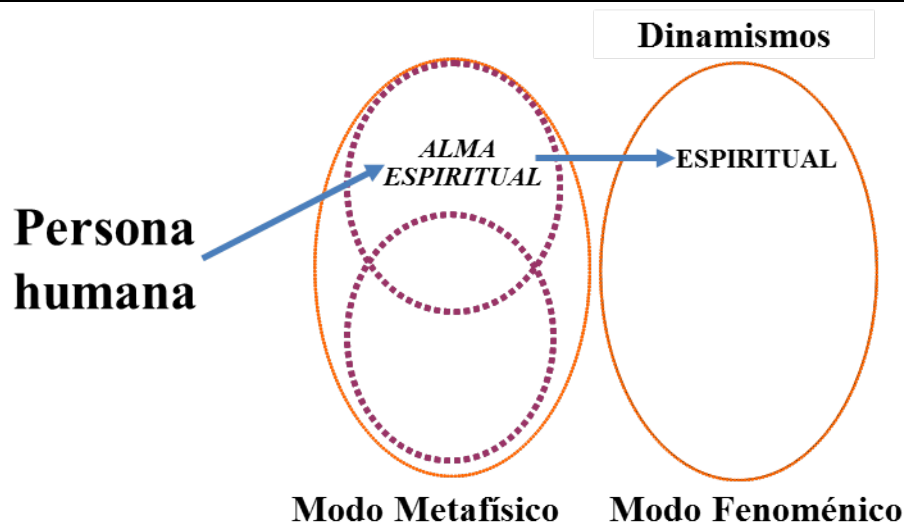 Dinamismos
ALMA
ESPIRITUAL
ESPIRITUAL
Persona
humana
Modo Metafísico
Modo Fenoménico